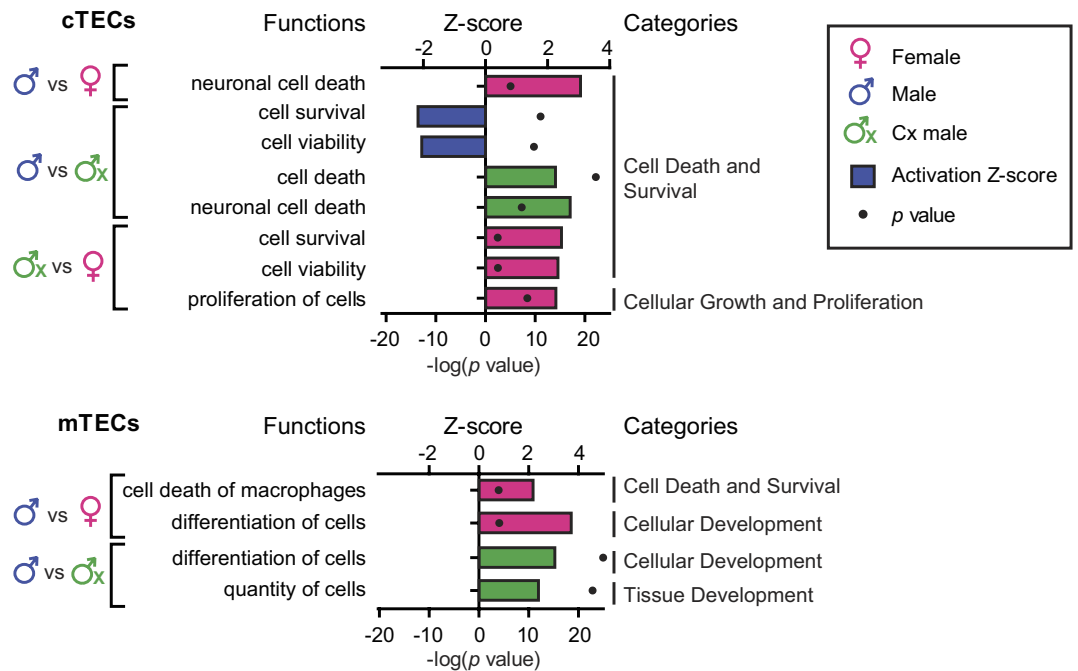 cTECs
Functions
Z-score
Categories
-2 0 2 4
vs
neuronal cell death
cell survival
cell viability
vs
cell death
neuronal cell death
cell survival
vs
cell viability
Cell Death and
Survival
proliferation of cells
Cellular Growth and Proliferation
-20 -10 0 10 20
-log(p value)
Female
Male
X
Cx male
Activation Z-score
p value
mTECs
Functions
Z-score
Categories
-2 0 2 4
cell death of macrophages
Cell Death and Survival
vs
differentiation of cells
Cellular Development
differentiation of cells
Cellular Development
vs
X
quantity of cells
Tissue Development
-20 -10 0 10 20
-log(p value)